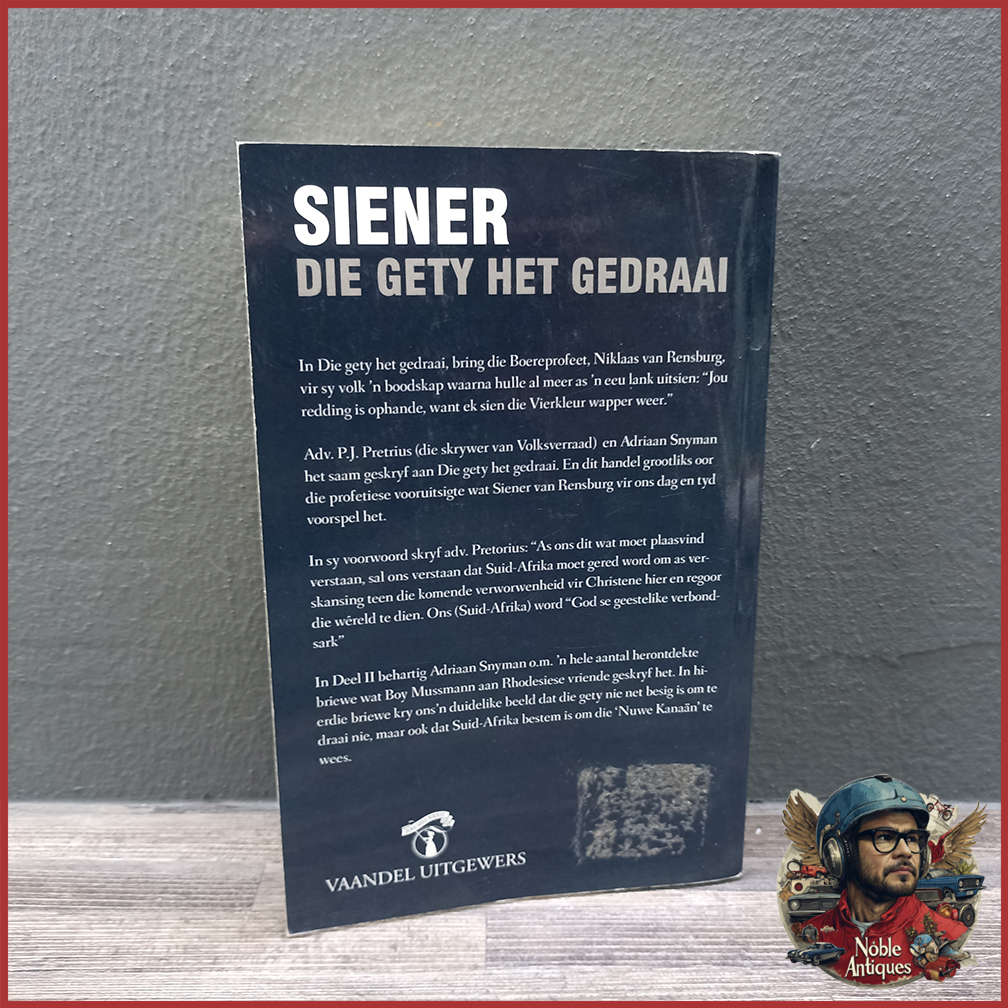 SIENER
DIE GETY HET GEDRAAI
In Die gety het gedraai, bring die Boereprofeet, Niklaas van Rensburg,
vir sy volk 'n boodskap waarna hulle al meer as 'n eeu lank uitsien: "Jou
redding is ophande, want ek sien die Vierkleur wapper weer."
Adv. P.J. Pretrius (die skrywer van Volksverraad) en Adriaan Snyman
het saam geskryf aan Die gety het gedraai. En dit handel grootliks oor
die profetiese vooruitsigte wat Siener van Rensburg vir ons dag en tyd
voorspel het.
In sy voorwoord skryf adv. Pretorius: "As ons dit wat moet plaasvind
verstaan, sal ons verstaan dat Suid-Afrika moet gered word om as ver-
skansing teen die komende verworwenheid vir Christene hier en regoor
die wêreld te dien. Ons (Suid-Afrika) word "God se geestelike verbond-
sark"
In Deel II behartig Adriaan Snyman o.m. 'n hele aantal herontdekte
briewe wat Boy Mussmann aan Rhodesiese vriende geskryf het. In hi-
erdie briewe kry ons'n duidelike beeld dat die gety nie net besig is om te
draai nie, maar ook dat Suid-Afrika bestem is om die 'Nuwe Kanaän' te
wees.
VAANDEL UITGEWERS
Noble
Antiques